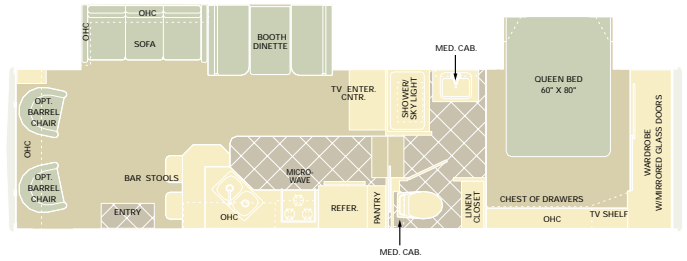 OHC
OHC
SOFA
BOOTH
DINETTE
MED. CAB.
OPT.
BARREL
CHAIR
TV ENTER.
CNTR.
SHOWER/
SKY LIGHT
QUEEN BED
60" X 80"
OHC
OPT.
BARREL
CHAIR
BAR STOOLS
MICRO-
WAVE
ENTRY
OHC
REFER.
PANTRY
LINEN
CLOSET
CHEST OF DRAWERS
OHC
TV SHELF
WARDROBE
W/MIRRORED GLASS DOORS
MED. CAB.